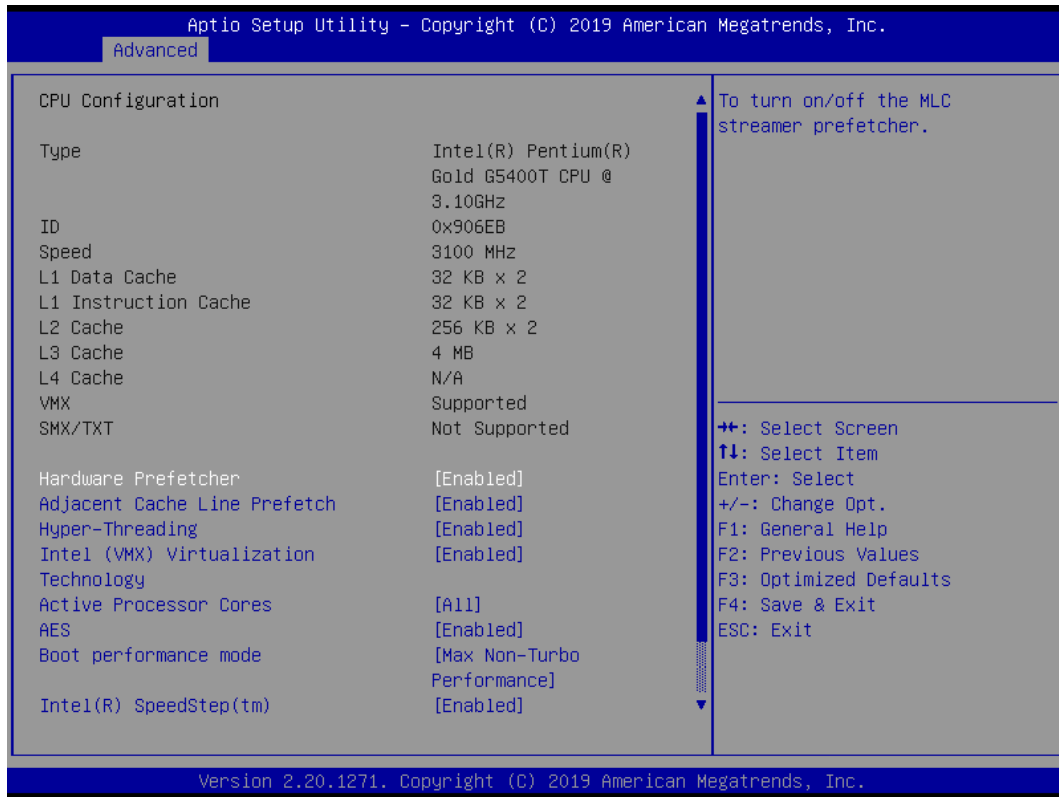 Aptio Setup Utility – Copyright (C) 2019 American Megatrends, Inc.
Advanced
CPU Configuration
Type Intel(R) Pentium(R)
Gold G5400T CPU @
3.10GHz
ID 0x906EB
Speed 3100 MHz
L1 Data Cache 32 KB x 2
L1 Instruction Cache 32 KB x 2
L2 Cache 256 KB x 2
L3 Cache 4 MB
L4 Cache N/A
VMX Supported
SMX/TXT Not Supported
Hardware Prefetcher [Enabled]
Adjacent Cache Line Prefetch [Enabled]
Hyper-Threading [Enabled]
Intel (VMX) Virtualization [Enabled]
Technology
Active Processor Cores [All]
AES [Enabled]
Boot performance mode [Max Non-Turbo
Performance]
Intel(R) SpeedStep(tm) [Enabled]
To turn on/off the MLC
streamer prefetcher.
→←: Select Screen
↑↓: Select Item
Enter: Select
+/-: Change Opt.
F1: General Help
F2: Previous Values
F3: Optimized Defaults
F4: Save & Exit
ESC: Exit
Version 2.20.1271. Copyright (C) 2019 American Megatrends, Inc.